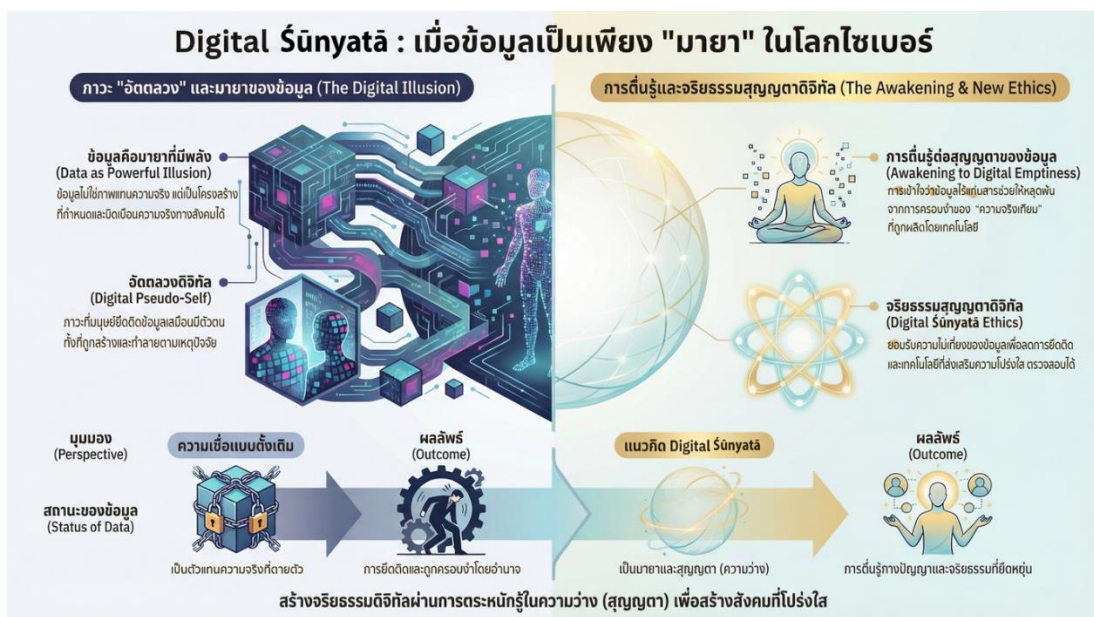 Digital Śūnyatā : เมื่อข้อมูลเป็นเพียง "มายา" ในโลกไซเบอร์
ภาวะ "อัตตลวง" และมายาของข้อมูล (The Digital Illusion)
ข้อมูลคือมายาที่มีพลัง
(Data as Powerful Illusion)
ข้อมูลไม่ใช่ภาพแทนความจริง แต่เป็นโครงสร้าง
ที่กำหนดและบิดเบือนความจริงทางสังคมได้
อัตตลวงดิจิทัล
(Digital Pseudo-Self)
ภาวะที่มนุษย์ยึดติดข้อมูลเสมือนมีตัวตน
ทั้งที่ถูกสร้างและทำลายตามเหตุปัจจัย
การตื่นรู้และจริยธรรมสุญญตาดิจิทัล (The Awakening & New Ethics)
การตื่นรู้ต่อสุญญตาของข้อมูล
(Awakening to Digital Emptiness)
การเข้าใจว่าข้อมูลไร้แก่นสารช่วยให้หลุดพ้น
จากการครอบงำของ "ความจริงเทียม"
ที่ถูกผลิตโดยเทคโนโลยี
จริยธรรมสุญญตาดิจิทัล
(Digital Śūnyatā Ethics)
ยอมรับความไม่เที่ยงของข้อมูลเพื่อลดการยึดติด
และเทคโนโลยีที่ส่งเสริมความโปร่งใส ตรวจสอบได้
มุมมอง
(Perspective)
ความเชื่อแบบดั้งเดิม
ผลลัพธ์
(Outcome)
แนวคิด Digital Śūnyatā
ผลลัพธ์
(Outcome)
สถานะของข้อมูล
(Status of Data)
เป็นตัวแทนความจริงที่ตายตัว
การยึดติดและถูกครอบงำโดยอำนาจ
เป็นมายาและสุญญตา (ความว่าง)
การตื่นรู้ทางปัญญาและจริยธรรมที่ยืดหยุ่น
สร้างจริยธรรมดิจิทัลผ่านการตระหนักรู้ในความว่าง (สุญญตา) เพื่อสร้างสังคมที่โปร่งใส